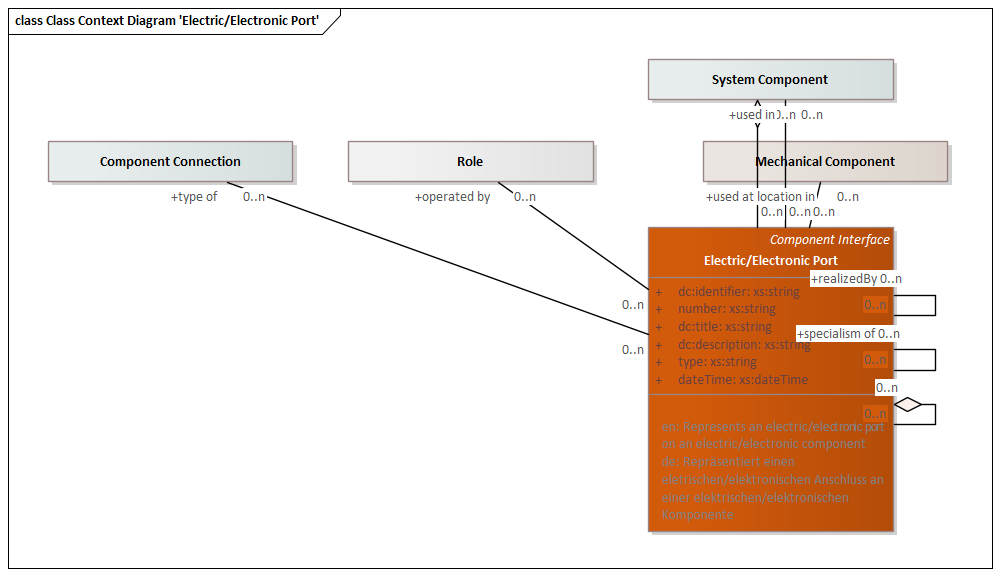 class Class Context Diagram 'Electric/Electronic Port'
System Component
+used in 0..n 0..n
Component Connection
Role
Mechanical Component
+type of 0..n
+operated by 0..n
+used at location in 0..n
0..n 0..n 0..n
Component Interface
Electric/Electronic Port
+realizedBy 0..n
+ dc:identifier: xs:string
0..n
0..n
+ number: xs:string
+ dc:title: xs:string
+specialism of 0..n
+ dc:description: xs:string
0..n
0..n
+ type: xs:string
+ dateTime: xs:dateTime
0..n
0..n
en: Represents an electric/electronic port
on an electric/electronic component
de: Repräsentiert einen
eletrischen/elektronischen Anschluss an
einer elektrischen/elektronischen
Komponente